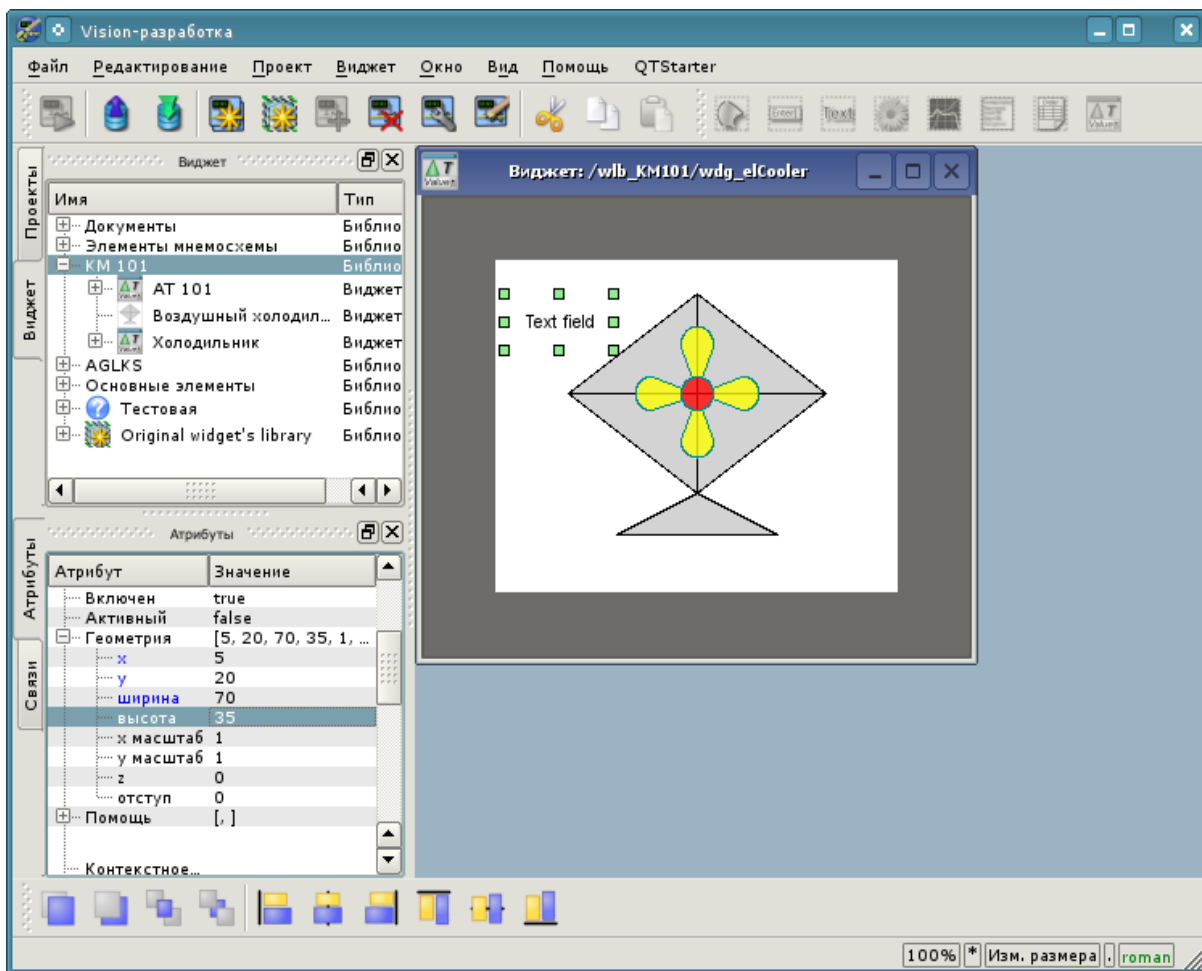 Vision-разработка
Файл Редактирование Проект Виджет Окно Вид Помощь QTStarter
Проекты
Виджет
Виджет
Имя Тип
Документы Библио
Элементы мнемосхемы Библио
КМ 101 Библио
АТ 101 Виджет
Воздушный холодил... Виджет
Холодильник Виджет
AGLKS Библио
Основные элементы Библио
Тестовая Библио
Original widget's library Библио
Атрибуты
Связи
Атрибуты
Атрибут Значение
Включен true
Активный false
Геометрия [5, 20, 70, 35, 1, ...
x 5
y 20
ширина 70
высота 35
x масштаб 1
y масштаб 1
z 0
отступ 0
Помощь [, ]
Контекстное...
Виджет: /wlb_KM101/wdg_elCooler
Text field
100% * Изм. размера . roman